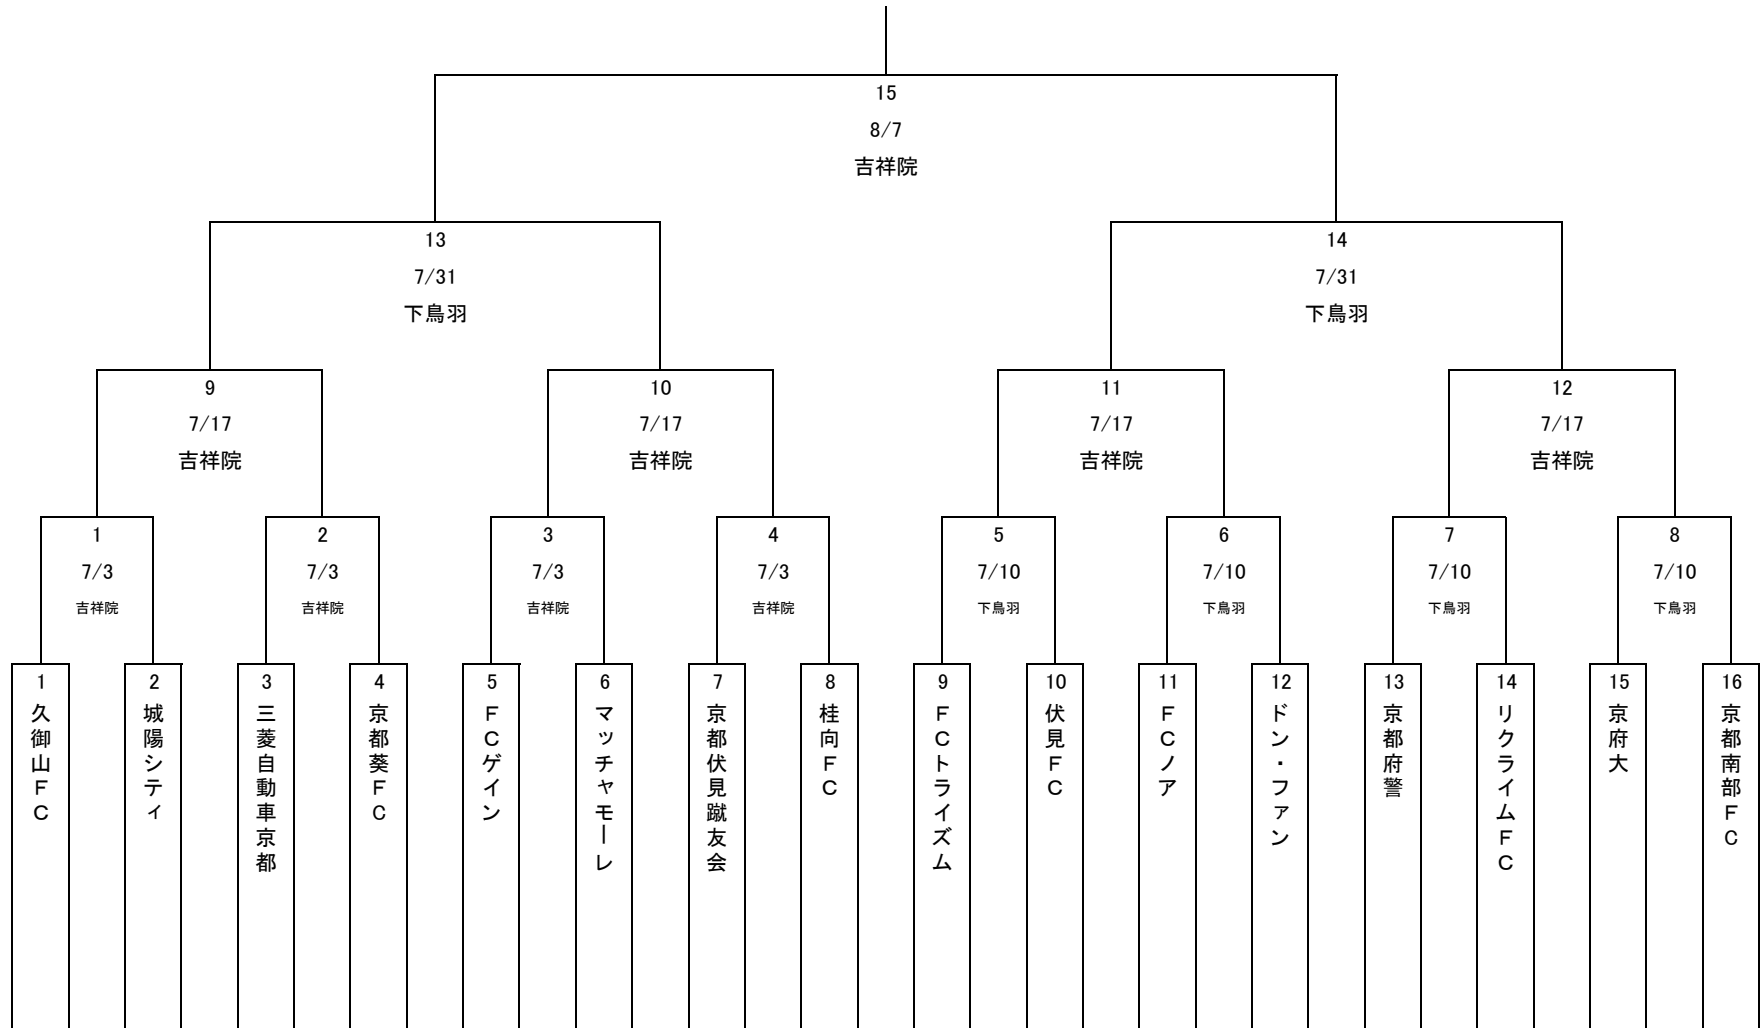 15
8/7
吉祥院
13
7/31
下鳥羽
14
7/31
下鳥羽
9
7/17
吉祥院
10
7/17
吉祥院
11
7/17
吉祥院
12
7/17
吉祥院
1
7/3
吉祥院
2
7/3
吉祥院
3
7/3
吉祥院
4
7/3
吉祥院
5
7/10
下鳥羽
6
7/10
下鳥羽
7
7/10
下鳥羽
8
7/10
下鳥羽
1
久御山ＦＣ
2
城陽シティ
3
三菱自動車京都
4
京都葵ＦＣ
5
ＦＣゲイン
6
マッチャモーレ
7
京都伏見蹴友会
8
桂向ＦＣ
9
ＦＣトライズム
10
伏見ＦＣ
11
ＦＣノア
12
ドン・ファン
13
京都府警
14
リクライムＦＣ
15
京府大
16
京都南部ＦＣ